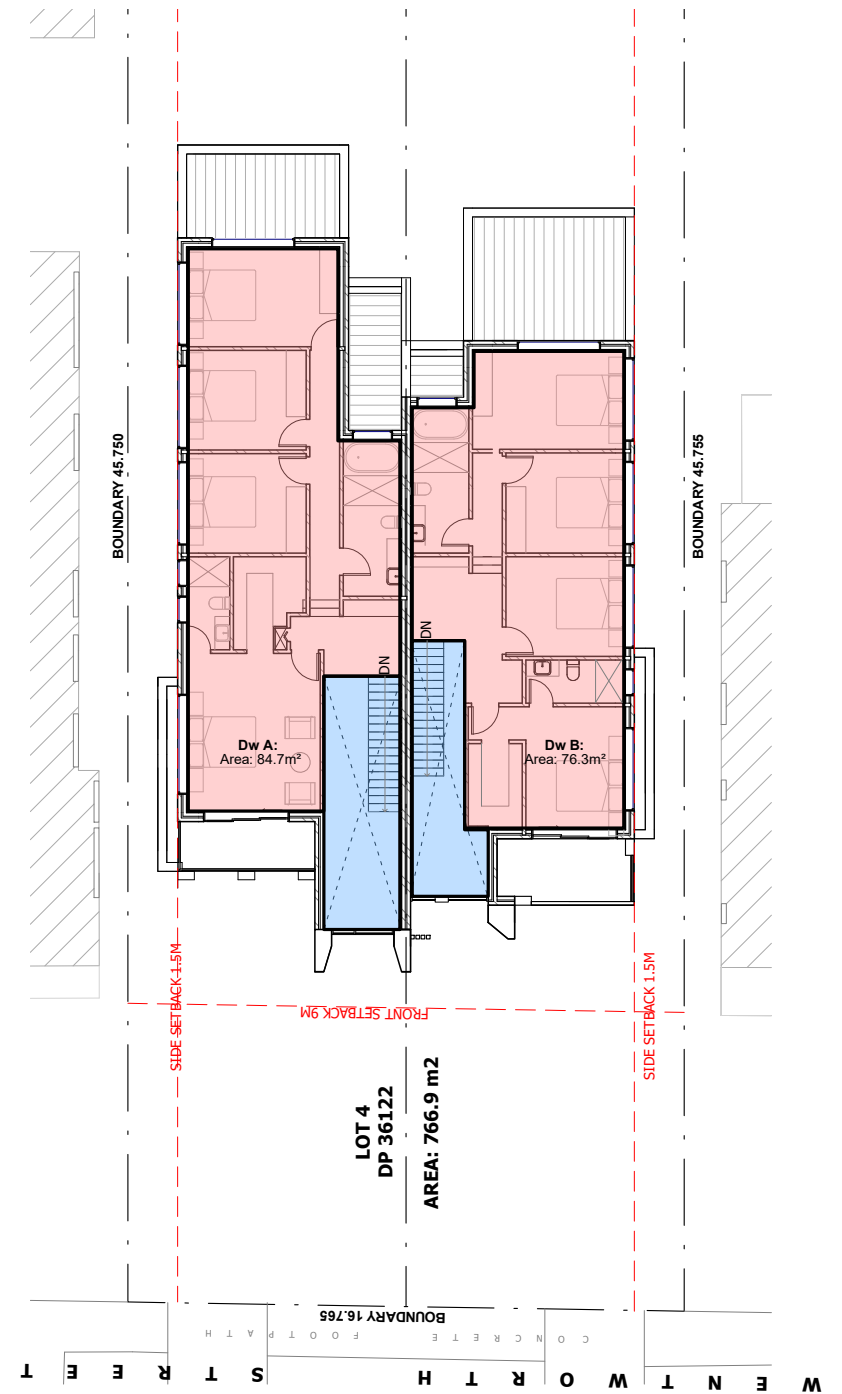 BOUNDARY 45.750
BOUNDARY 45.755
DN
DN
Dw A:
Area: 84.7m²
Dw B:
Area: 76.3m²
SIDE SETBACK 1.5M
SIDE SETBACK 1.5M
FRONT SETBACK 9M
LOT 4
DP 36122
AREA: 766.9 m2
BOUNDARY 16.765
CONCRETE FOOTPATH
WENTWORTH STREET